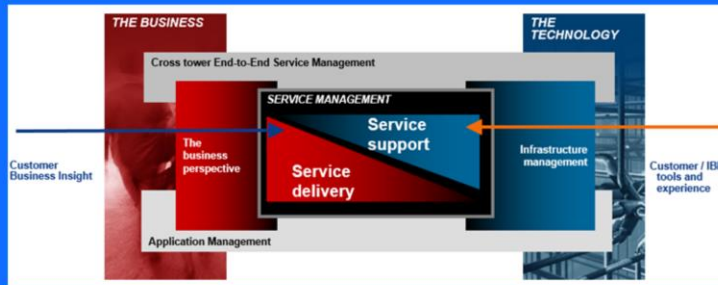 THE BUSINESS
THE
TECHNOLOGY
Cross tower End-to-End Service Management
SERVICE MANAGEMENT
Service
support
The
business
perspective
Infrastructure
management
Service
delivery
Customer
Business Insight
Customer / IB
tools and
experience
Application Management